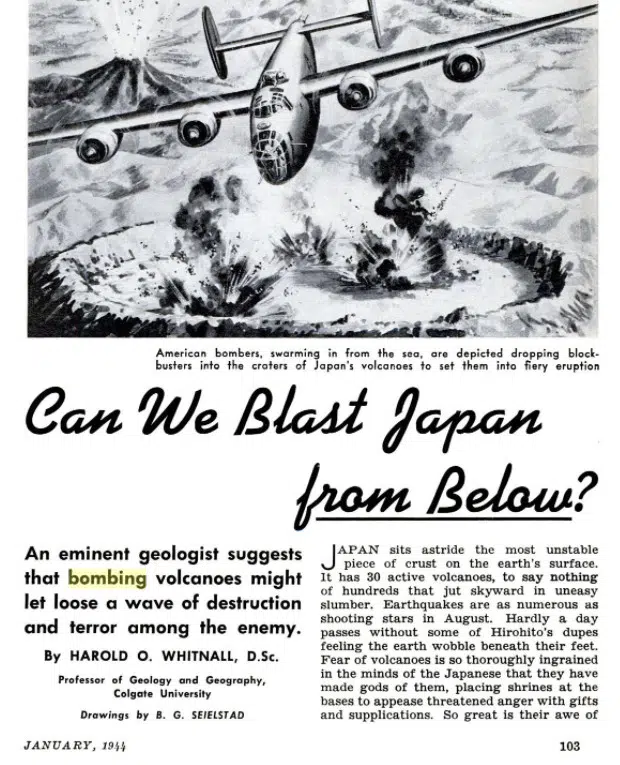 American bombers, swarming in from the sea, are depicted dropping block-
busters into the craters of Japan's volcanoes to set them into fiery eruption
Can We Blast Japan
from Below?
An eminent geologist suggests
that bombing volcanoes might
let loose a wave of destruction
and terror among the enemy.
By HAROLD O. WHITNALL, D.Sc.
Professor of Geology and Geography,
Colgate University
Drawings by B. G. SEIELSTAD
JAPAN sits astride the most unstable
piece of crust on the earth's surface.
It has 30 active volcanoes, to say nothing
of hundreds that jut skyward in uneasy
slumber. Earthquakes are as numerous as
shooting stars in August. Hardly a day
passes without some of Hirohito's dupes
feeling the earth wobble beneath their feet.
Fear of volcanoes is so thoroughly ingrained
in the minds of the Japanese that they have
made gods of them, placing shrines at the
bases to appease threatened anger with gifts
and supplications. So great is their awe of
JANUARY, 1944
103